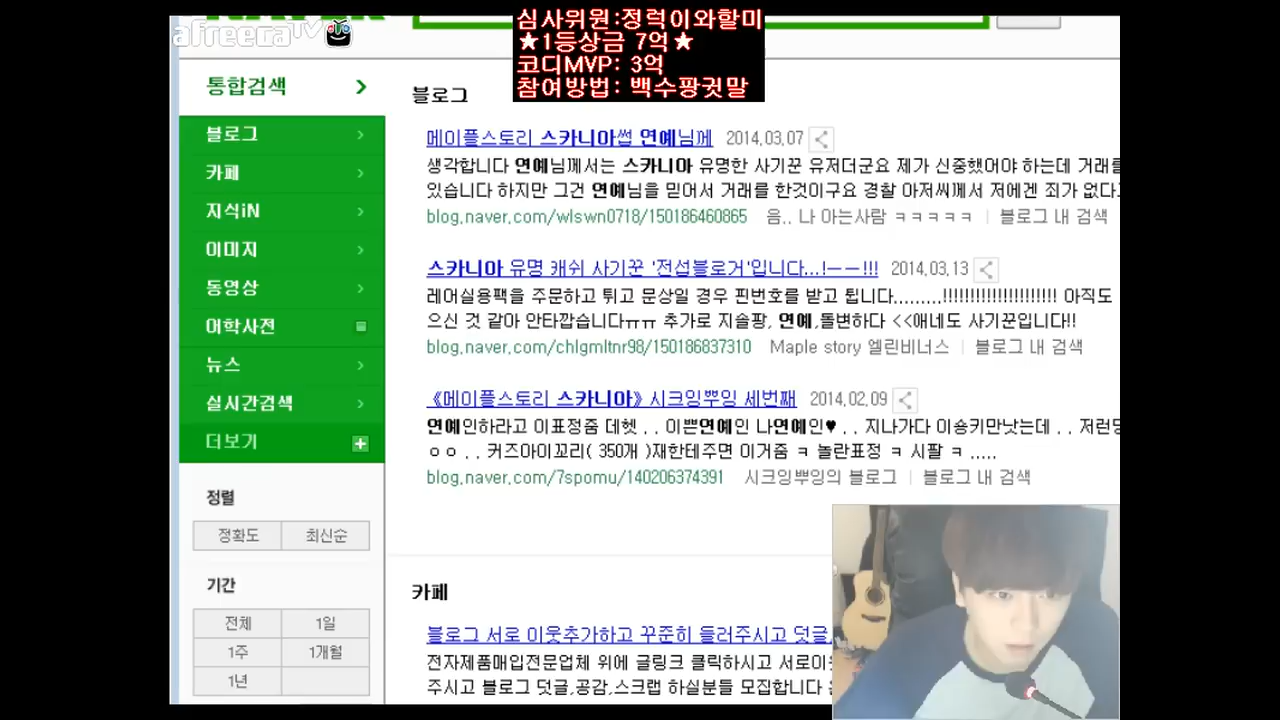 NAVER
afreecaTV
심사위원:정럭이와할미
★1등상금 7억★
코디MVP: 3억
참여방법: 백수팡귓말
통합검색
블로그
카페
지식iN
이미지
동영상
어학사전
뉴스
실시간검색
더보기
정렬
정확도 최신순
기간
전체 1일
1주 1개월
1년
블로그
메이플스토리 스카니아썹 연예님께 2014.03.07
생각합니다 연예님께서는 스카니아 유명한 사기꾼 유저더군요 제가 신중했어야 하는데 거래를
있습니다 하지만 그건 연예님을 믿어서 거래를 한것이구요 경찰 아저씨께서 저에겐 죄가 없다고
blog.naver.com/wlswn0718/150186460865 음.. 나 아는사람 ㅋㅋㅋㅋㅋ | 블로그 내 검색
스카니아 유명 캐쉬 사기꾼 '전섭블로거'입니다...!ㅡㅡ!!! 2014.03.13
레어실용팩을 주문하고 튀고 문상일 경우 핀번호를 받고 튑니다.........!!!!!!!!!!!!!!!!!!!!! 아직도
으신 것 같아 안타깝습니다ㅠㅠ 추가로 지솔팡, 연예,돌변하다 <<얘네도 사기꾼입니다!!
blog.naver.com/chlgmltnr98/150186837310 Maple story 엘린비너스 | 블로그 내 검색
《메이플스토리 스카니아》 시크잉뿌잉 세번째 2014.02.09
연예인하라고 이표정줌 데헷 . . 이쁜연예인 나연예인♥ . . 지나가다 이숑키만낫는데 . . 저런
ㅇㅇ . . 커즈아이꼬리( 350개 )재한테주면 이거줌 ㅋ 놀란표정 ㅋ 시팔 ㅋ .....
blog.naver.com/7spomu/140206374391 시크잉뿌잉의 블로그 | 블로그 내 검색
카페
블로그 서로 이웃추가하고 꾸준히 들러주시고 덧글,
전자제품매입전문업체 위에 글링크 클릭하시고 서로이웃
주시고 블로그 덧글,공감,스크랩 하실분들 모집합니다